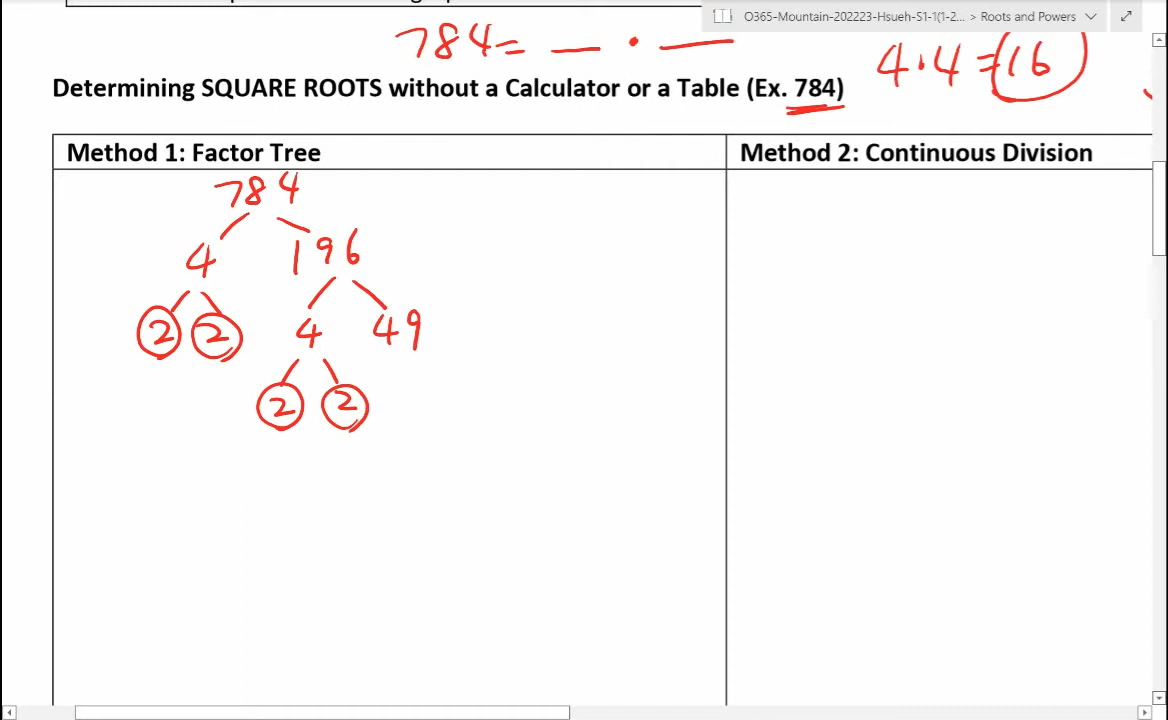 O365-Mountain-202223-Hsueh-S1-1(1-2... > Roots and Powers
784 = __ · __
4 · 4 = 16
Determining SQUARE ROOTS without a Calculator or a Table (Ex. 784)
Method 1: Factor Tree
Method 2: Continuous Division
784
4 196
2 2 4 49
2 2